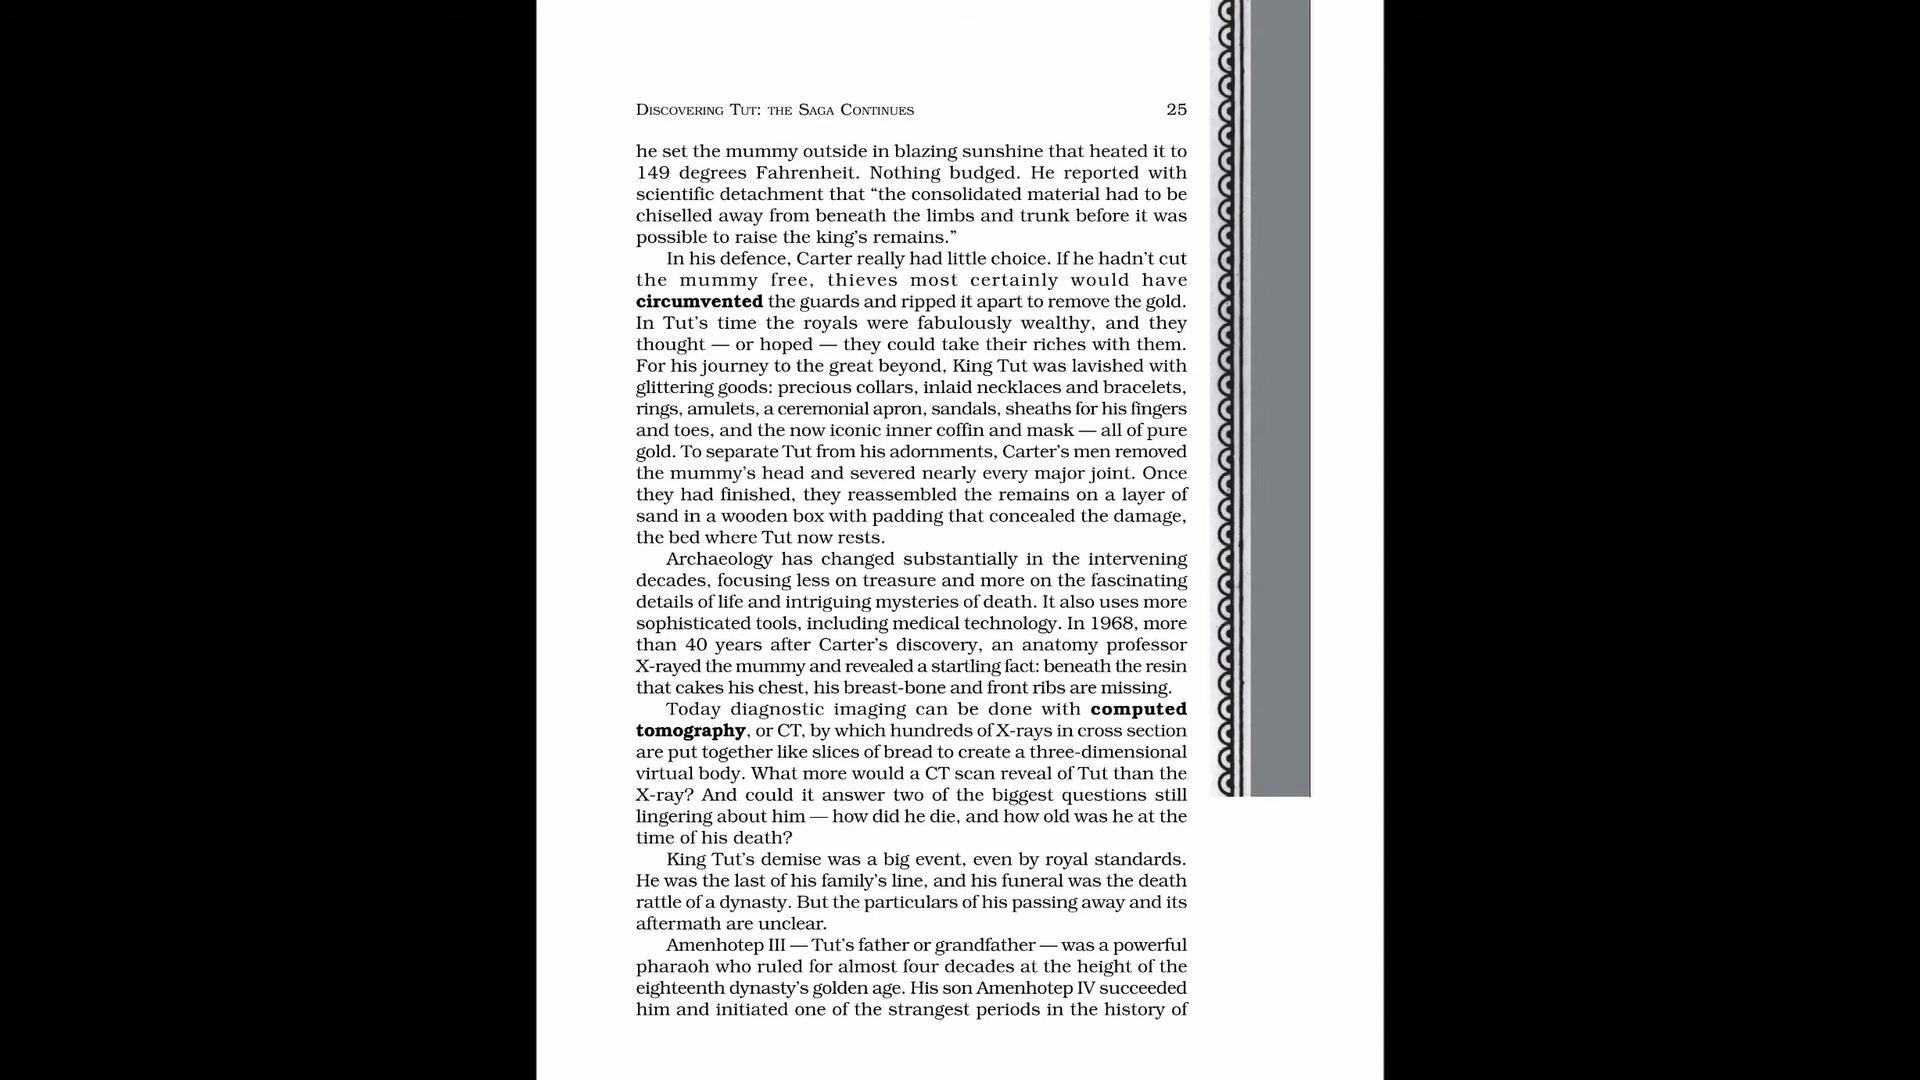 DISCOVERING TUT: THE SAGA CONTINUES 25
he set the mummy outside in blazing sunshine that heated it to
149 degrees Fahrenheit. Nothing budged. He reported with
scientific detachment that “the consolidated material had to be
chiselled away from beneath the limbs and trunk before it was
possible to raise the king’s remains.”
In his defence, Carter really had little choice. If he hadn’t cut
the mummy free, thieves most certainly would have
circumvented the guards and ripped it apart to remove the gold.
In Tut’s time the royals were fabulously wealthy, and they
thought — or hoped — they could take their riches with them.
For his journey to the great beyond, King Tut was lavished with
glittering goods: precious collars, inlaid necklaces and bracelets,
rings, amulets, a ceremonial apron, sandals, sheaths for his fingers
and toes, and the now iconic inner coffin and mask — all of pure
gold. To separate Tut from his adornments, Carter’s men removed
the mummy’s head and severed nearly every major joint. Once
they had finished, they reassembled the remains on a layer of
sand in a wooden box with padding that concealed the damage,
the bed where Tut now rests.
Archaeology has changed substantially in the intervening
decades, focusing less on treasure and more on the fascinating
details of life and intriguing mysteries of death. It also uses more
sophisticated tools, including medical technology. In 1968, more
than 40 years after Carter’s discovery, an anatomy professor
X-rayed the mummy and revealed a startling fact: beneath the resin
that cakes his chest, his breast-bone and front ribs are missing.
Today diagnostic imaging can be done with computed
tomography, or CT, by which hundreds of X-rays in cross section
are put together like slices of bread to create a three-dimensional
virtual body. What more would a CT scan reveal of Tut than the
X-ray? And could it answer two of the biggest questions still
lingering about him — how did he die, and how old was he at the
time of his death?
King Tut’s demise was a big event, even by royal standards.
He was the last of his family’s line, and his funeral was the death
rattle of a dynasty. But the particulars of his passing away and its
aftermath are unclear.
Amenhotep III — Tut’s father or grandfather — was a powerful
pharaoh who ruled for almost four decades at the height of the
eighteenth dynasty’s golden age. His son Amenhotep IV succeeded
him and initiated one of the strangest periods in the history of